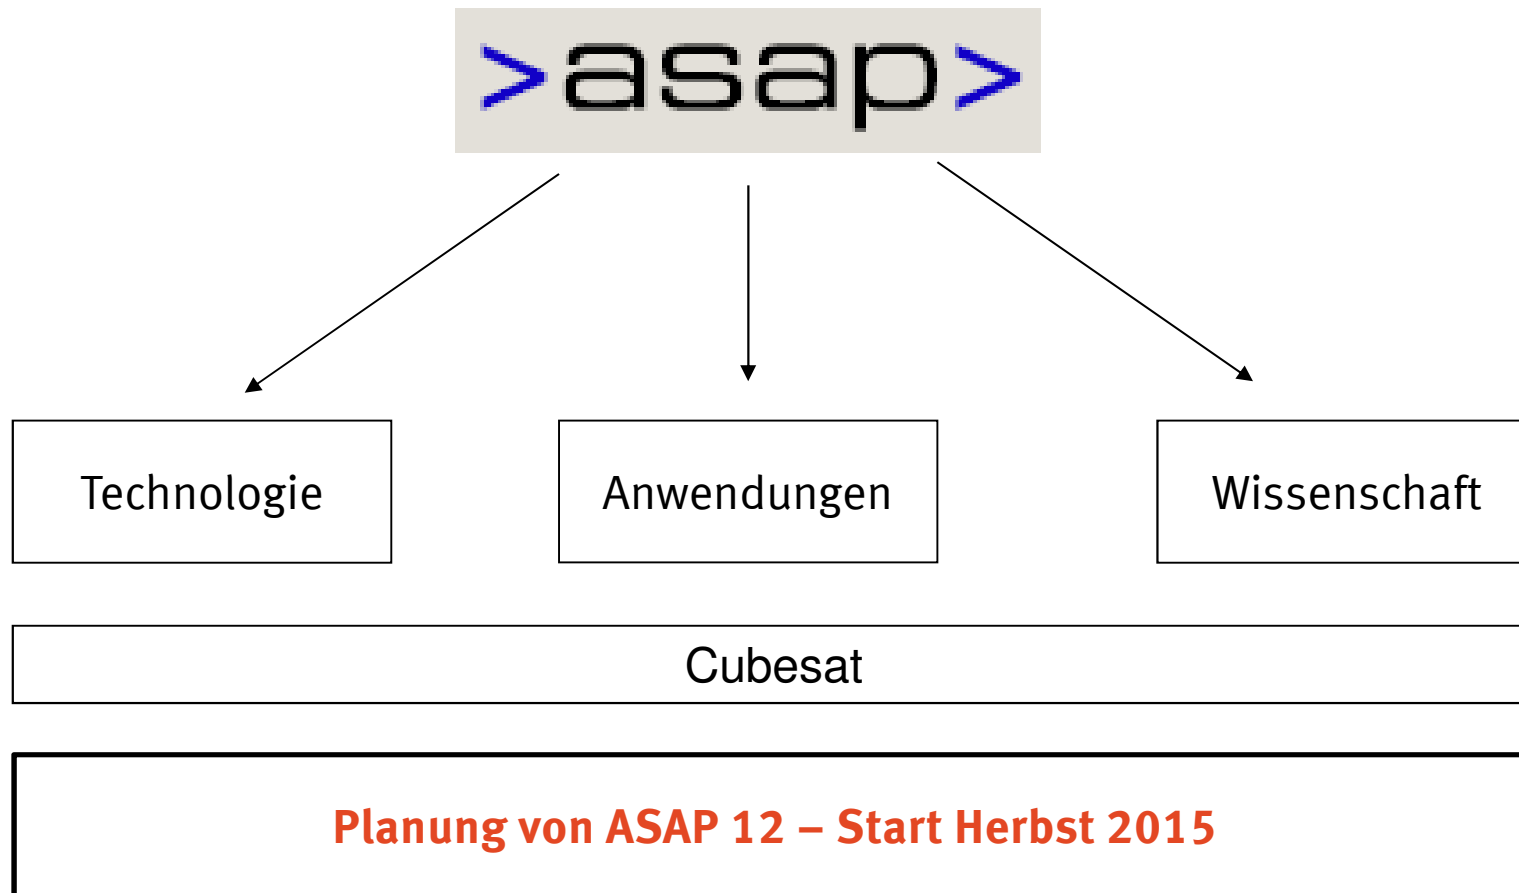 >asap>
Technologie
Anwendungen
Wissenschaft
Cubesat
Planung von ASAP 12 – Start Herbst 2015